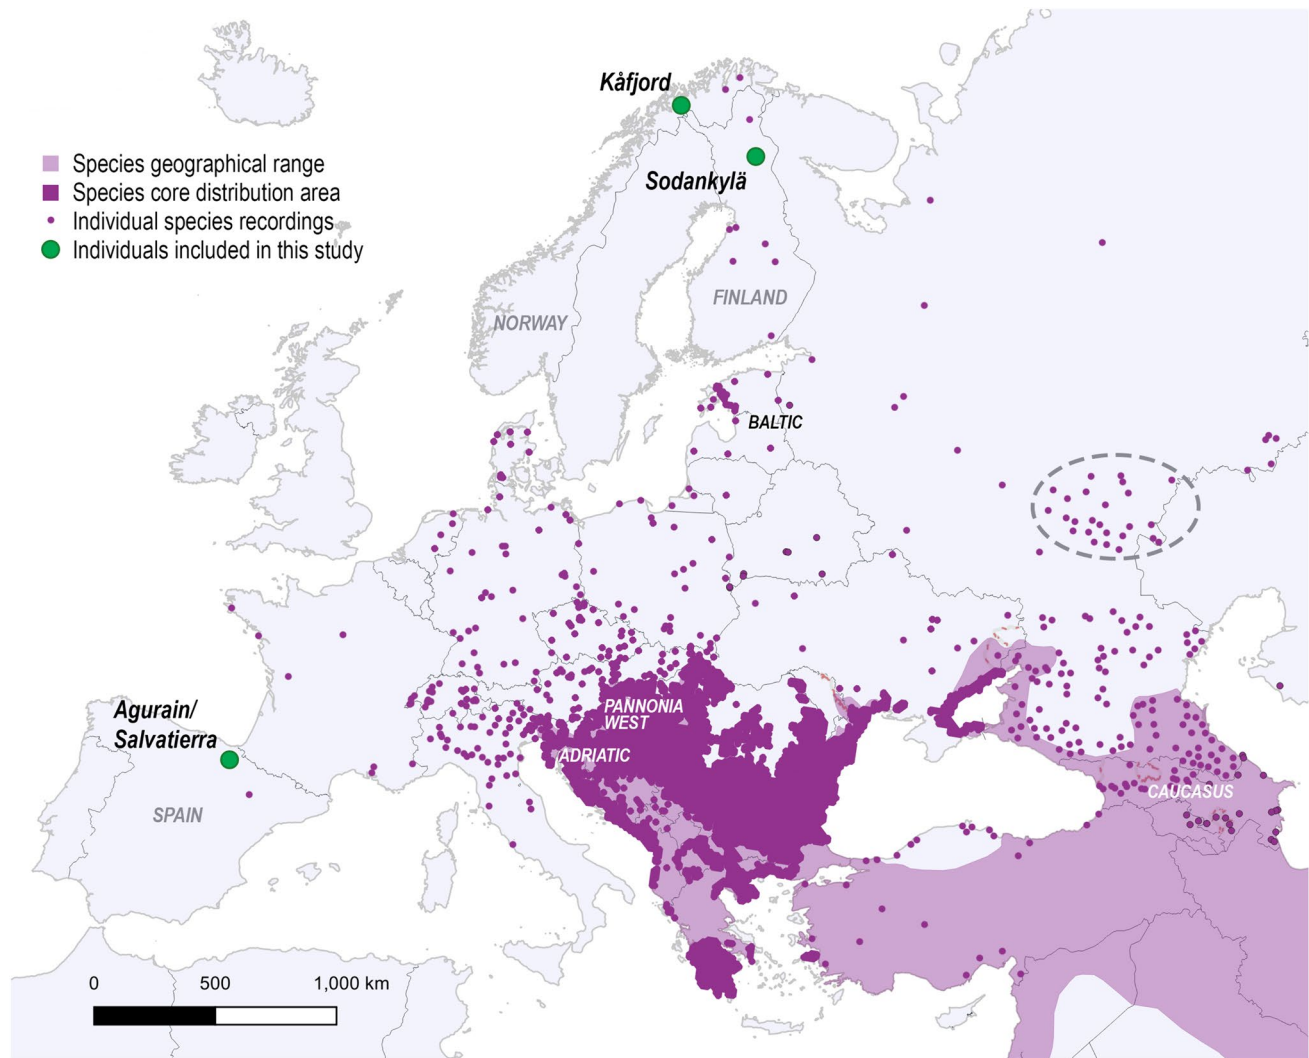 Kåfjord
Species geographical range
Species core distribution area
Individual species recordings
Individuals included in this study
Sodankylä
FINLAND
NORWAY
BALTIC
Agurain/
Salvatierra
PANNONIA
WEST
ADRIATIC
CAUCASUS
SPAIN
0 500 1,000 km